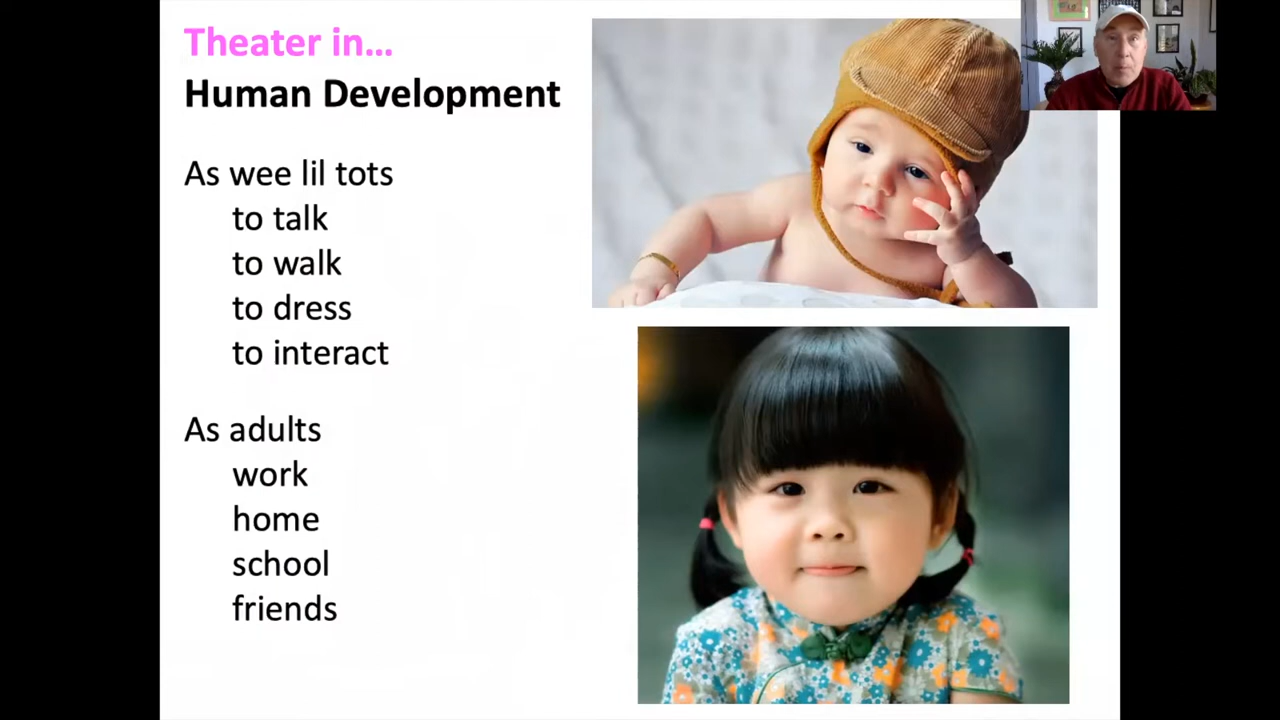 Theater in...
Human Development
As wee lil tots
to talk
to walk
to dress
to interact
As adults
work
home
school
friends